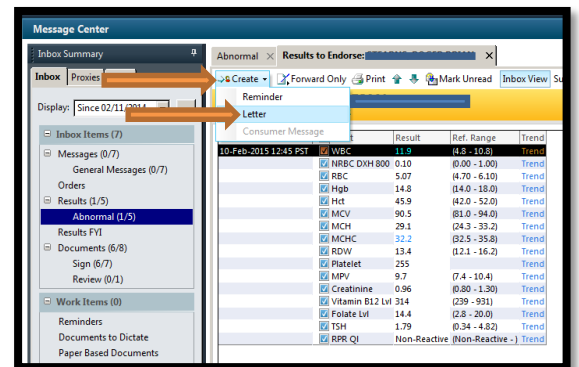 Message Center
Inbox Summary
Inbox Proxies
Display: Since 02/11/2014
Inbox Items (7)
Messages (0/7)
General Messages (0/7)
Orders
Results (1/5)
Abnormal (1/5)
Results FYI
Documents (6/8)
Sign (6/7)
Review (0/1)
Work Items (0)
Reminders
Documents to Dictate
Paper Based Documents
Abnormal × Results to Endorse: ×
Create Forward Only Print Mark Unread Inbox View Su
Reminder
Letter
Consumer Message
t Result Ref. Range Trend
10-Feb-2015 12:45 PST WBC 11.9 (4.8 - 10.8) Trend
NRBC DXH 800 0.10 (0.00 - 1.00) Trend
RBC 5.07 (4.70 - 6.10) Trend
Hgb 14.8 (14.0 - 18.0) Trend
Hct 45.9 (42.0 - 52.0) Trend
MCV 90.5 (81.0 - 94.0) Trend
MCH 29.1 (24.3 - 33.2) Trend
MCHC 32.2 (32.5 - 35.8) Trend
RDW 13.4 (12.1 - 16.2) Trend
Platelet 255 Trend
MPV 9.7 (7.4 - 10.4) Trend
Creatinine 0.96 (0.80 - 1.30) Trend
Vitamin B12 Lvl 314 (239 - 931) Trend
Folate Lvl 14.4 (2.8 - 20.0) Trend
TSH 1.79 (0.34 - 4.82) Trend
RPR Ql Non-Reactive (Non-Reactive - ) Trend